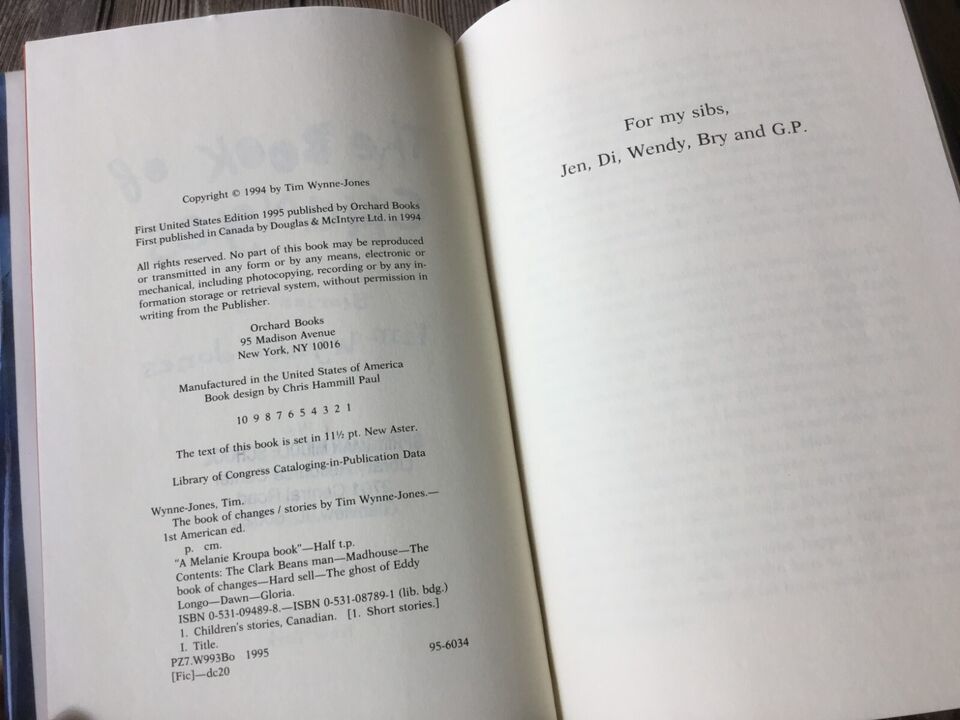 Copyright © 1994 by Tim Wynne-Jones
First United States Edition 1995 published by Orchard Books
First published in Canada by Douglas & McIntyre Ltd. in 1994
All rights reserved. No part of this book may be reproduced
or transmitted in any form or by any means, electronic or
mechanical, including photocopying, recording or by any in-
formation storage or retrieval system, without permission in
writing from the Publisher.
Orchard Books
95 Madison Avenue
New York, NY 10016
Manufactured in the United States of America
Book design by Chris Hammill Paul
10 9 8 7 6 5 4 3 2 1
The text of this book is set in 11½ pt. New Aster.
Library of Congress Cataloging-in-Publication Data
Wynne-Jones, Tim.
The book of changes / stories by Tim Wynne-Jones.—
1st American ed.
p. cm.
"A Melanie Kroupa book"—Half t.p.
Contents: The Clark Beans man—Madhouse—The
book of changes—Hard sell—The ghost of Eddy
Longo—Dawn—Gloria.
ISBN 0-531-09489-8.—ISBN 0-531-08789-1 (lib. bdg.)
1. Children's stories, Canadian. [1. Short stories.]
I. Title.
PZ7.W993Bo 1995 95-6034
[Fic]—dc20
For my sibs,
Jen, Di, Wendy, Bry and G.P.